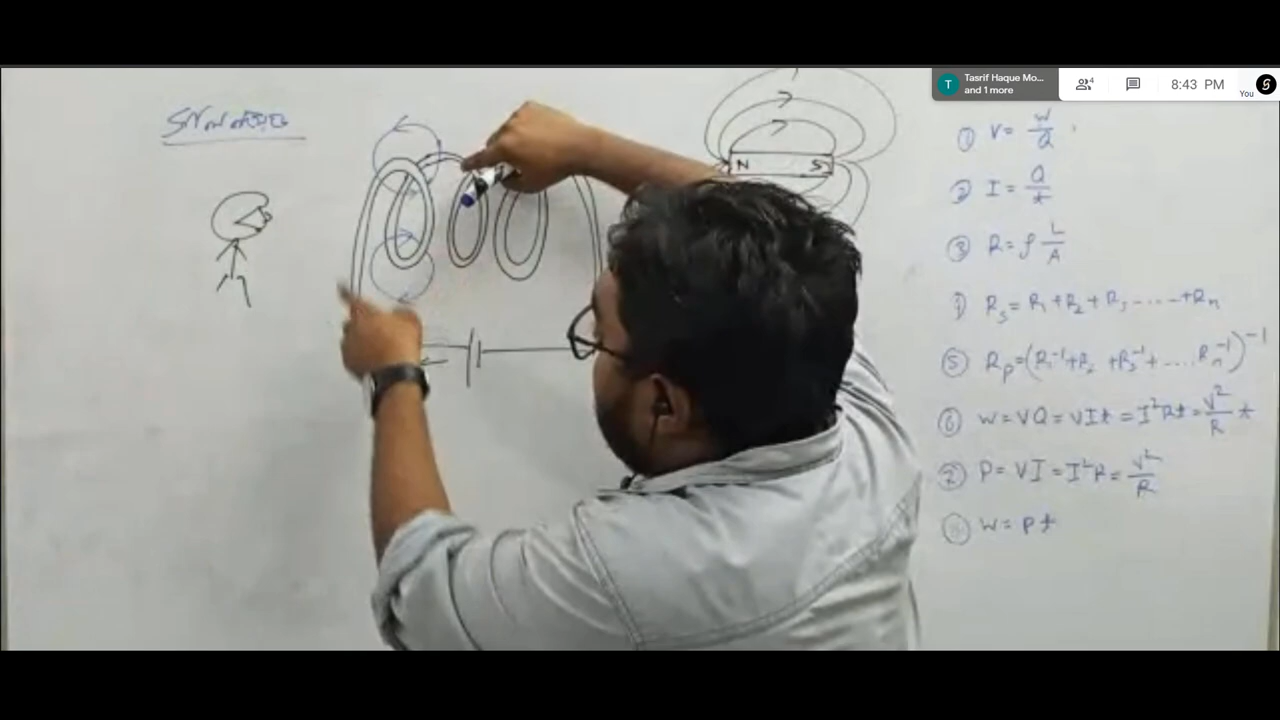 Tasrif Haque Mo...
and 1 more
4
8:43 PM
You
N S
① V = W/Q
② I = Q/t
③ R = ρ L/A
④ Rₛ = R₁ + R₂ + R₃ ..... + Rₙ
⑤ Rₚ = (R₁⁻¹ + R₂ + R₃⁻¹ + .... Rₙ⁻¹)⁻¹
⑥ W = VQ = VIt = I²Rt = V²/R t
⑦ P = VI = I²R = V²/R
⑧ W = Pt